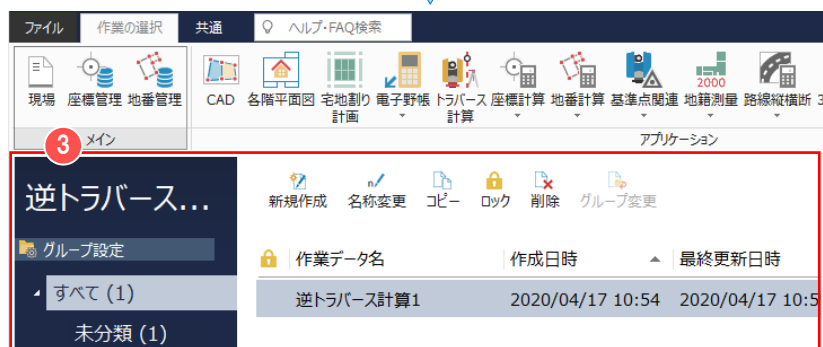 ファイル 作業の選択 共通 ヘルプ・FAQ検索
現場 座標管理 地番管理 CAD 各階平面図 宅地割り計画 電子野帳 トラバース計算 座標計算 地番計算 基準点関連 地籍測量 路線縦横断 3
2000
メイン アプリケーション
3
逆トラバース...
新規作成 名称変更 コピー ロック 削除 グループ変更
グループ設定
作業データ名 作成日時 最終更新日時
すべて (1)
逆トラバース計算1 2020/04/17 10:54 2020/04/17 10:5
未分類 (1)